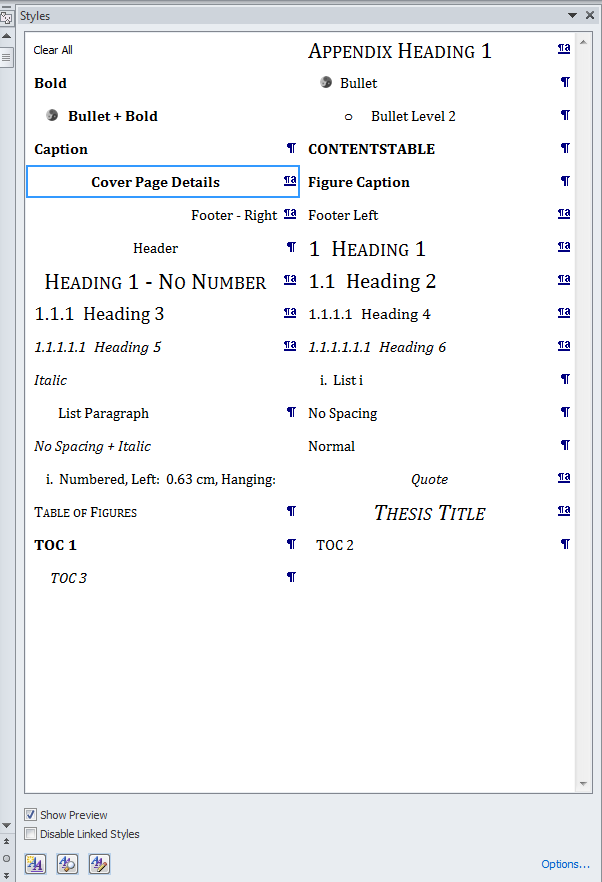 Styles
Clear All
APPENDIX HEADING 1 ¶a
Bold
Bullet ¶
Bullet + Bold
o Bullet Level 2 ¶
Caption ¶
CONTENTSTABLE ¶
Cover Page Details ¶a
Figure Caption ¶
Footer - Right ¶a
Footer Left ¶a
Header ¶
1 HEADING 1 ¶a
HEADING 1 - NO NUMBER ¶a
1.1 Heading 2 ¶a
1.1.1 Heading 3 ¶a
1.1.1.1 Heading 4 ¶a
1.1.1.1.1 Heading 5 ¶a
1.1.1.1.1.1 Heading 6 ¶a
Italic
i. List i ¶
List Paragraph ¶
No Spacing ¶
No Spacing + Italic
Normal ¶
i. Numbered, Left: 0.63 cm, Hanging:
Quote ¶a
TABLE OF FIGURES ¶
THESIS TITLE ¶a
TOC 1 ¶
TOC 2 ¶
TOC 3 ¶
Show Preview
Disable Linked Styles
Options...